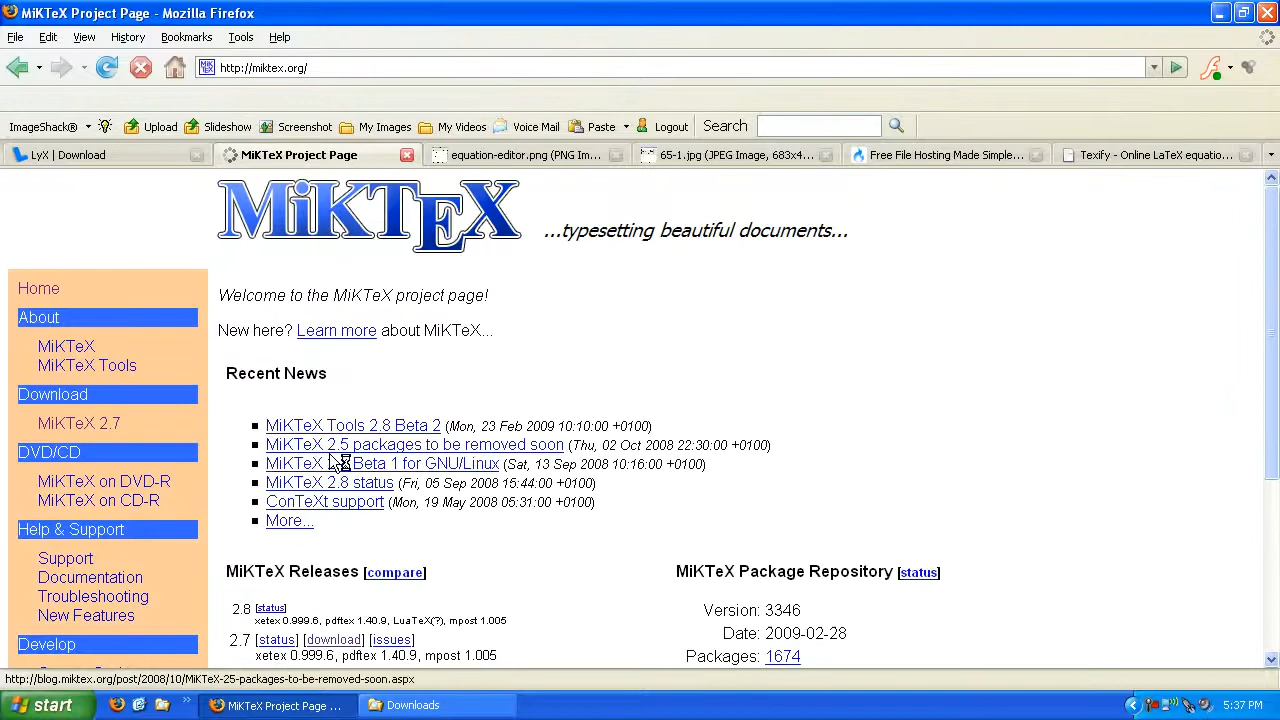 MiKTeX Project Page - Mozilla Firefox
File Edit View History Bookmarks Tools Help
http://miktex.org/
ImageShack® Upload Slideshow Screenshot My Images My Videos Voice Mail Paste Logout Search
LyX | Download MiKTeX Project Page equation-editor.png (PNG Im... 65-1.jpg (JPEG Image, 683x4... Free File Hosting Made Simple... Texify - Online LaTeX equatio...
MiKTEX ...typesetting beautiful documents...
Home
About
MiKTeX
MiKTeX Tools
Download
MiKTeX 2.7
DVD/CD
MiKTeX on DVD-R
MiKTeX on CD-R
Help & Support
Support
Documentation
Troubleshooting
New Features
Develop
Welcome to the MiKTeX project page!
New here? Learn more about MiKTeX...
Recent News
MiKTeX Tools 2.8 Beta 2 (Mon, 23 Feb 2009 10:10:00 +0100)
MiKTeX 2.5 packages to be removed soon (Thu, 02 Oct 2008 22:30:00 +0100)
MiKTeX Beta 1 for GNU/Linux (Sat, 13 Sep 2008 10:16:00 +0100)
MiKTeX 2.8 status (Fri, 05 Sep 2008 15:44:00 +0100)
ConTeXt support (Mon, 19 May 2008 05:31:00 +0100)
More...
MiKTeX Releases [compare]
2.8 [status]
xetex 0.999.6, pdftex 1.40.9, LuaTeX(?), mpost 1.005
2.7 [status] [download] [issues]
xetex 0.999.6, pdftex 1.40.9, mpost 1.005
MiKTeX Package Repository [status]
Version: 3346
Date: 2009-02-28
Packages: 1674
http://blog.miktex.org/post/2008/10/MiKTeX-25-packages-to-be-removed-soon.aspx
start MiKTeX Project Page ... Downloads 5:37 PM